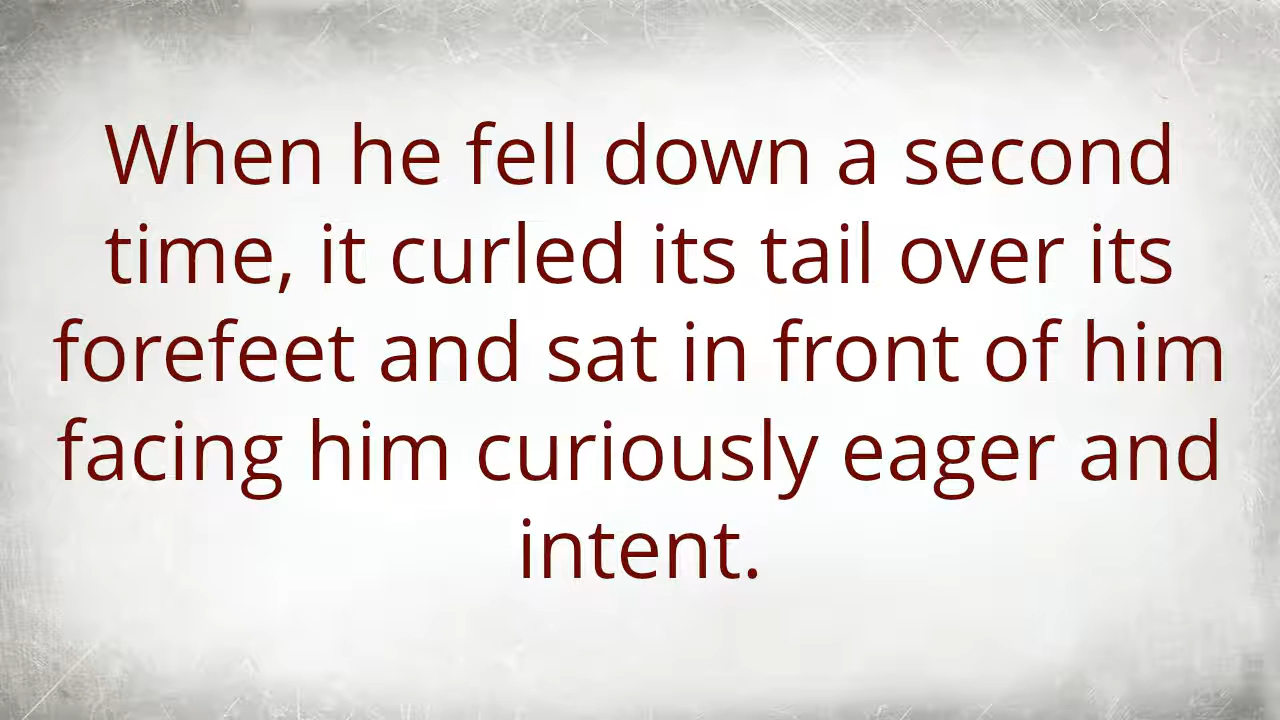 When he fell down a second
time, it curled its tail over its
forefeet and sat in front of him
facing him curiously eager and
intent.